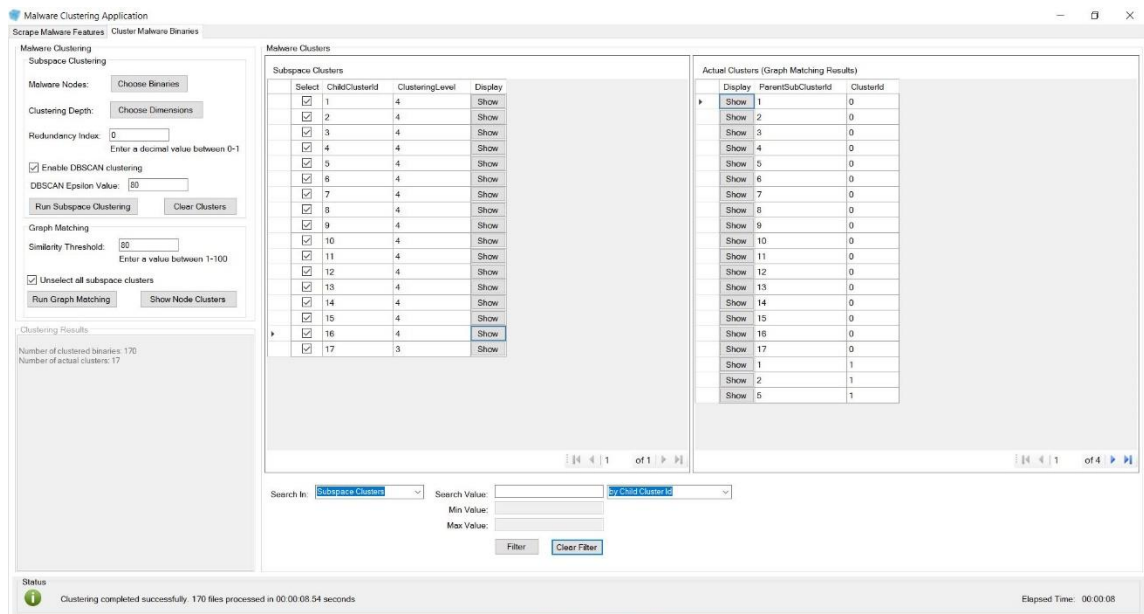 Malware Clustering Application
Scrape Malware Features Cluster Malware Binaries
Malware Clustering
Subspace Clustering
Malware Nodes: Choose Binaries
Clustering Depth: Choose Dimensions
Redundancy Index: 0
Enter a decimal value between 0-1
Enable DBSCAN clustering
DBSCAN Epsilon Value: 80
Run Subspace Clustering Clear Clusters
Graph Matching
Similarity Threshold: 80
Enter a value between 1-100
Unselect all subspace clusters
Run Graph Matching Show Node Clusters
Clustering Results
Number of clustered binaries: 170
Number of actual clusters: 17
Malware Clusters
Subspace Clusters
Select ChildClusterId ClusteringLevel Display
1 4 Show
2 4 Show
3 4 Show
4 4 Show
5 4 Show
6 4 Show
7 4 Show
8 4 Show
9 4 Show
10 4 Show
11 4 Show
12 4 Show
13 4 Show
14 4 Show
15 4 Show
16 4 Show
17 3 Show
1 of 1
Actual Clusters (Graph Matching Results)
Display ParentSubClusterId ClusterId
Show 1 0
Show 2 0
Show 3 0
Show 4 0
Show 5 0
Show 6 0
Show 7 0
Show 8 0
Show 9 0
Show 10 0
Show 11 0
Show 12 0
Show 13 0
Show 14 0
Show 15 0
Show 16 0
Show 17 0
Show 1 1
Show 2 1
Show 5 1
1 of 4
Search In: Subspace Clusters Search Value: by Child Cluster Id
Min Value:
Max Value:
Filter Clear Filter
Status
Clustering completed successfully. 170 files processed in 00:00:08.54 seconds Elapsed Time: 00:00:08